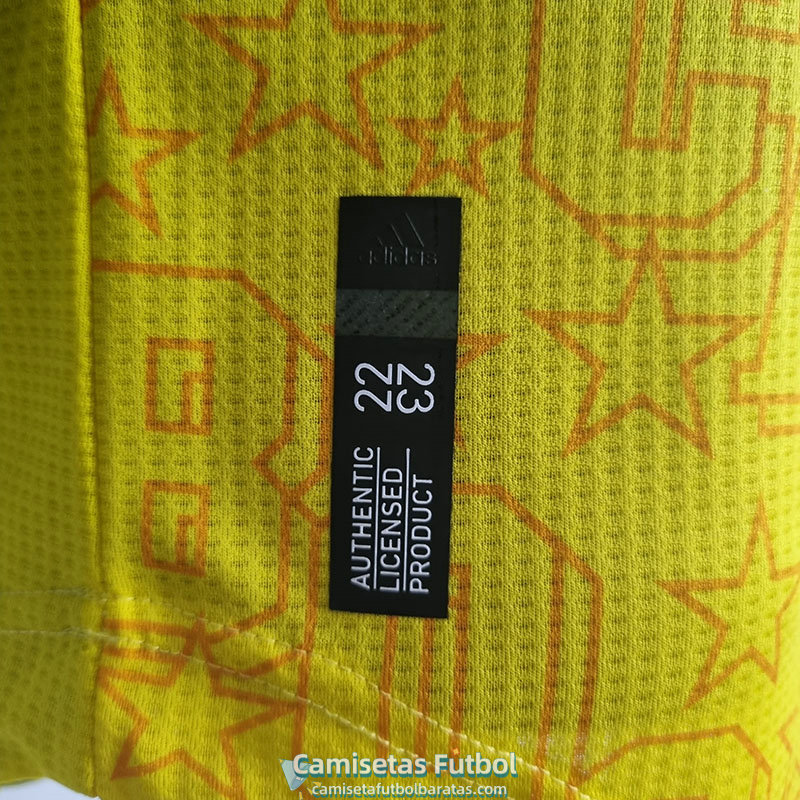 adidas
22
23
AUTHENTIC
LICENSED
PRODUCT
Camisetas Futbol
camisetafutbolbaratas.com